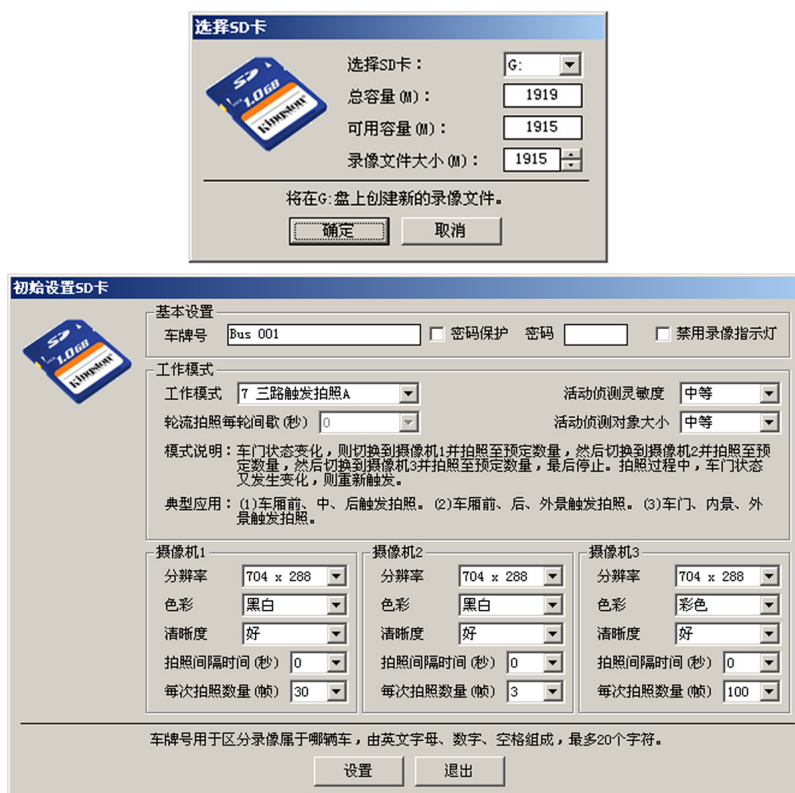 选择SD卡
选择SD卡： G:
总容量(M)： 1919
可用容量(M)： 1915
录像文件大小(M)： 1915
SD
1.0GB
Kingston
将在G:盘上创建新的录像文件。
确定 取消
初始设置SD卡
SD
1.0GB
Kingston
基本设置
车牌号 Bus 001 密码保护 密码 禁用录像指示灯
工作模式
工作模式 7 三路触发拍照A 活动侦测灵敏度 中等
轮流拍照每轮间歇(秒) 0 活动侦测对象大小 中等
模式说明：车门状态变化，则切换到摄像机1并拍照至预定数量，然后切换到摄像机2并拍照至预
定数量，然后切换到摄像机3并拍照至预定数量，最后停止。拍照过程中，车门状态
又发生变化，则重新触发。
典型应用：(1)车厢前、中、后触发拍照。(2)车厢前、后、外景触发拍照。(3)车门、内景、外
景触发拍照。
摄像机1 摄像机2 摄像机3
分辨率 704 x 288 分辨率 704 x 288 分辨率 704 x 288
色彩 黑白 色彩 黑白 色彩 彩色
清晰度 好 清晰度 好 清晰度 好
拍照间隔时间(秒) 0 拍照间隔时间(秒) 0 拍照间隔时间(秒) 0
每次拍照数量(帧) 30 每次拍照数量(帧) 3 每次拍照数量(帧) 100
车牌号用于区分录像属于哪辆车，由英文字母、数字、空格组成，最多20个字符。
设置 退出